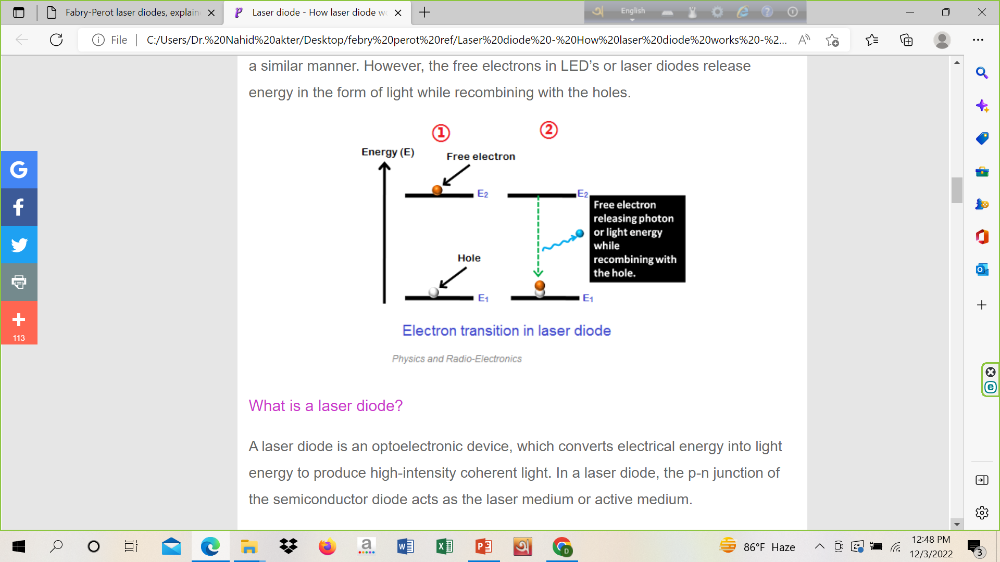 Fabry-Perot laser diodes, explain
Laser diode - How laser diode wo
English
File
C:/Users/Dr.%20Nahid%20akter/Desktop/febry%20perot%20ref/Laser%20diode%20-%20How%20laser%20diode%20works%20-%2...
a similar manner. However, the free electrons in LED’s or laser diodes release
energy in the form of light while recombining with the holes.
1
2
Energy (E)
Free electron
E2
E2
Free electron
releasing photon
or light energy
while
recombining with
the hole.
Hole
E1
E1
Electron transition in laser diode
Physics and Radio-Electronics
113
What is a laser diode?
A laser diode is an optoelectronic device, which converts electrical energy into light
energy to produce high-intensity coherent light. In a laser diode, the p-n junction of
the semiconductor diode acts as the laser medium or active medium.
86°F Haze
12:48 PM
12/3/2022
3